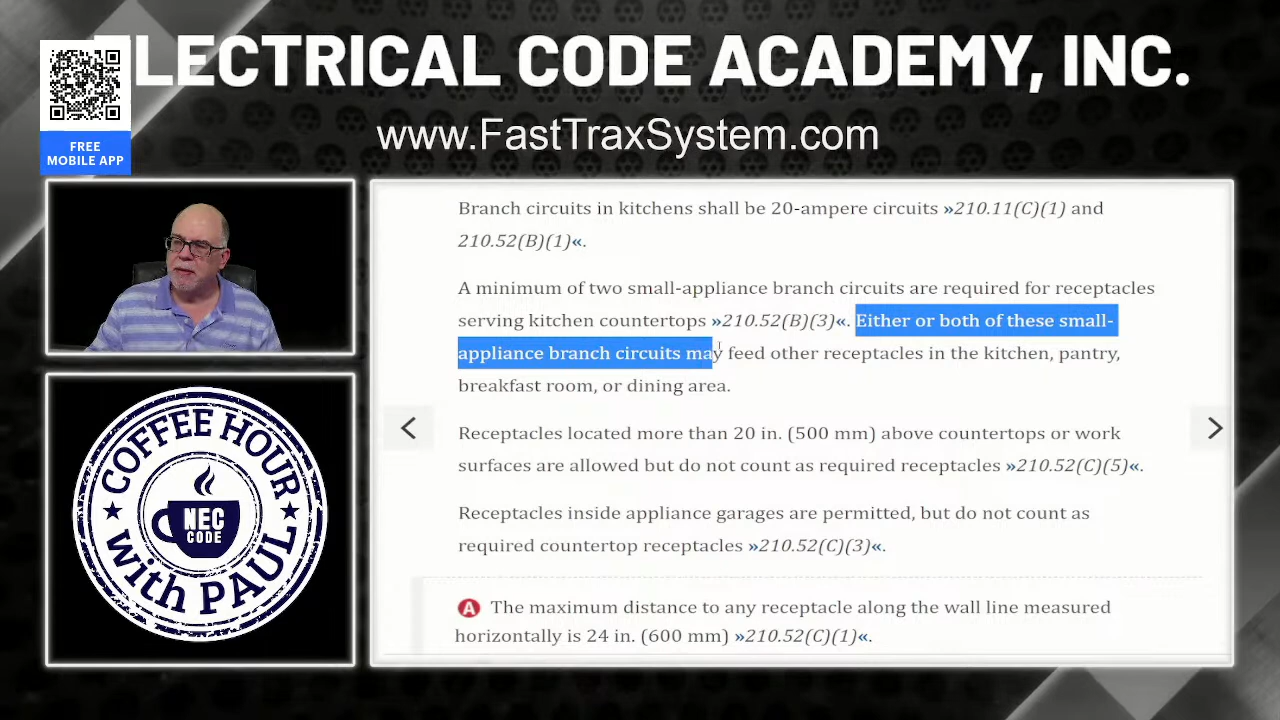 ELECTRICAL CODE ACADEMY, INC.
www.FastTraxSystem.com
FREE
MOBILE APP
COFFEE HOUR
NEC
CODE
with PAUL
Branch circuits in kitchens shall be 20-ampere circuits »210.11(C)(1) and
210.52(B)(1)«.
A minimum of two small-appliance branch circuits are required for receptacles
serving kitchen countertops »210.52(B)(3)«. Either or both of these small-
appliance branch circuits may feed other receptacles in the kitchen, pantry,
breakfast room, or dining area.
Receptacles located more than 20 in. (500 mm) above countertops or work
surfaces are allowed but do not count as required receptacles »210.52(C)(5)«.
Receptacles inside appliance garages are permitted, but do not count as
required countertop receptacles »210.52(C)(3)«.
A The maximum distance to any receptacle along the wall line measured
horizontally is 24 in. (600 mm) »210.52(C)(1)«.